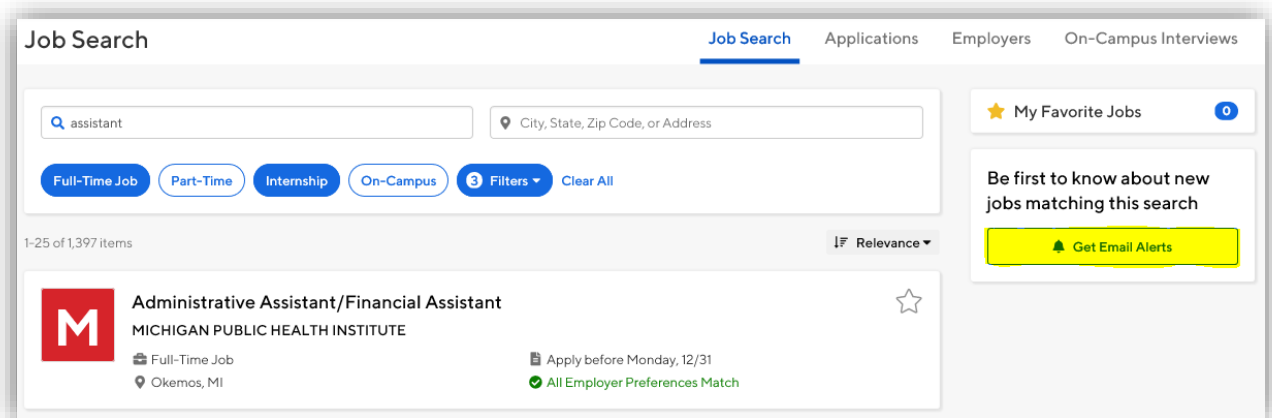 Job Search
Job Search Applications Employers On-Campus Interviews
assistant
City, State, Zip Code, or Address
Full-Time Job Part-Time Internship On-Campus 3 Filters Clear All
1-25 of 1,397 items
Relevance
M
Administrative Assistant/Financial Assistant
MICHIGAN PUBLIC HEALTH INSTITUTE
Full-Time Job
Apply before Monday, 12/31
Okemos, MI
All Employer Preferences Match
My Favorite Jobs 0
Be first to know about new
jobs matching this search
Get Email Alerts